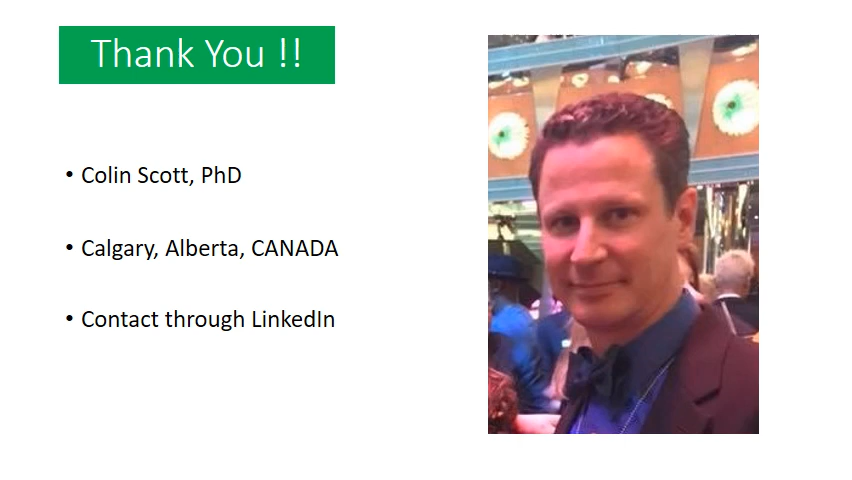 Thank You !!
• Colin Scott, PhD
• Calgary, Alberta, CANADA
• Contact through LinkedIn